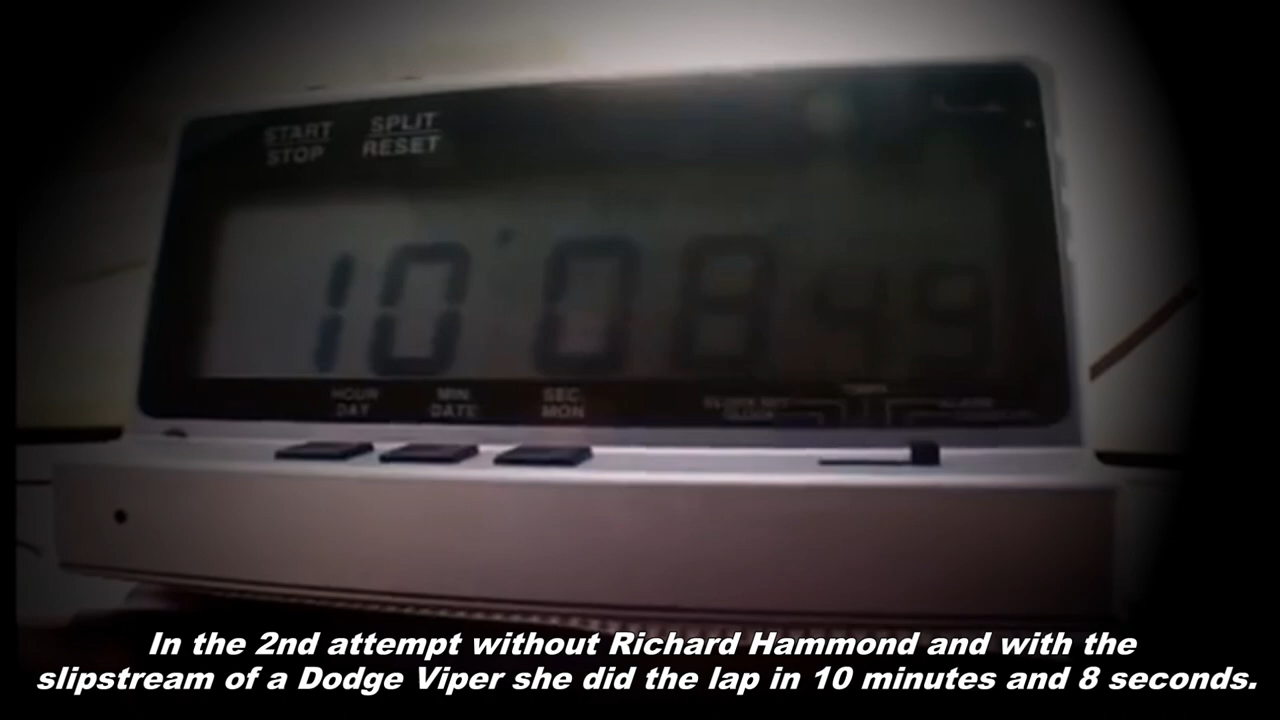 START SPLIT
STOP RESET
10'08 49
HOUR MIN. SEC.
DAY DATE MON
In the 2nd attempt without Richard Hammond and with the
slipstream of a Dodge Viper she did the lap in 10 minutes and 8 seconds.